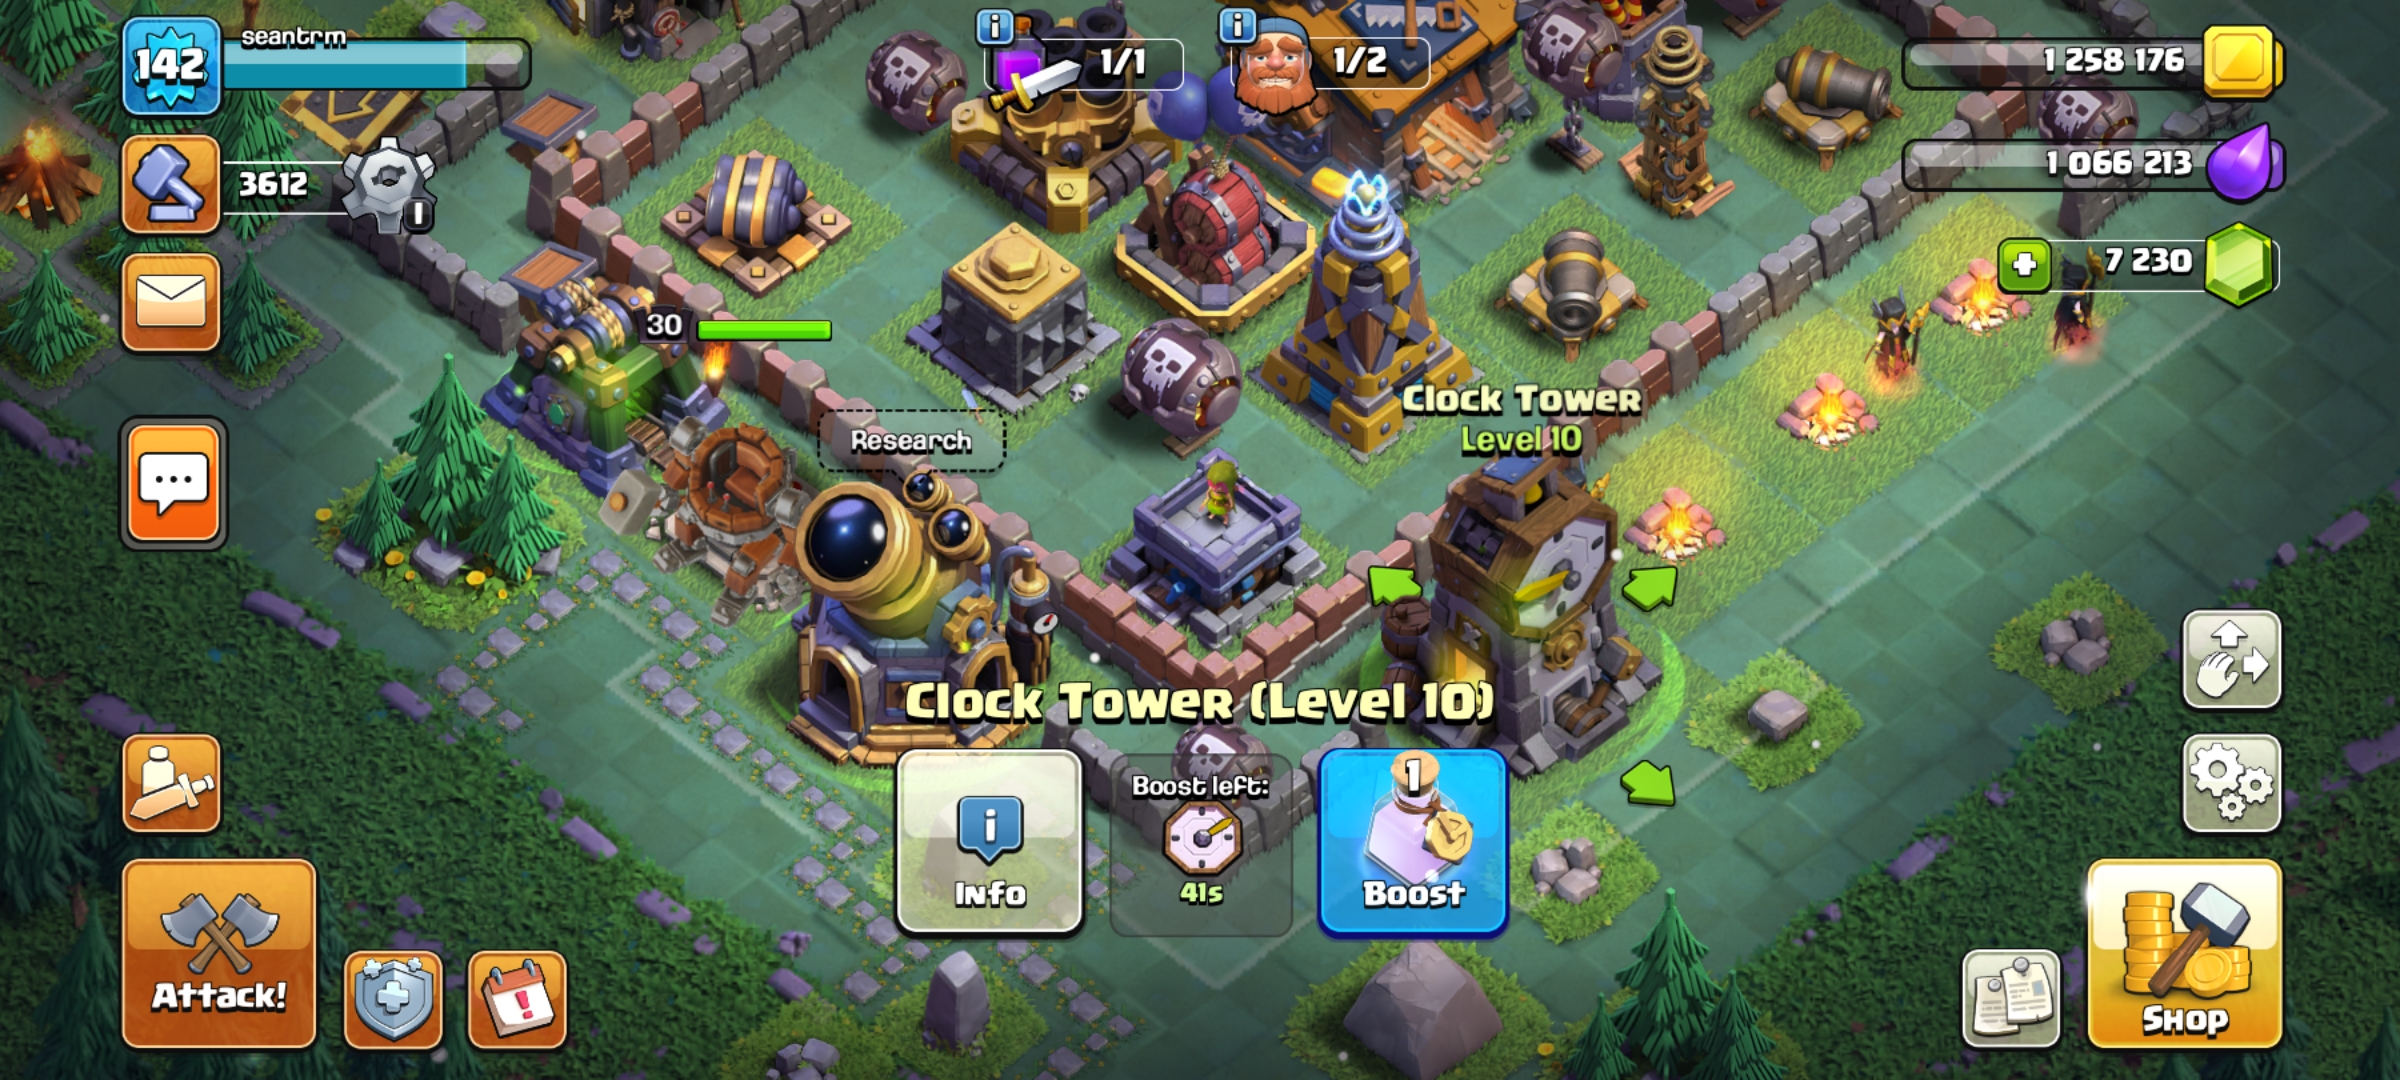 142
seantrm
1/1
1/2
1 258 176
3612
I
1 066 213
7 230
30
Research
Clock Tower
Level 10
Clock Tower (Level 10)
Info
Boost left:
41s
1
Boost
Attack!
Shop